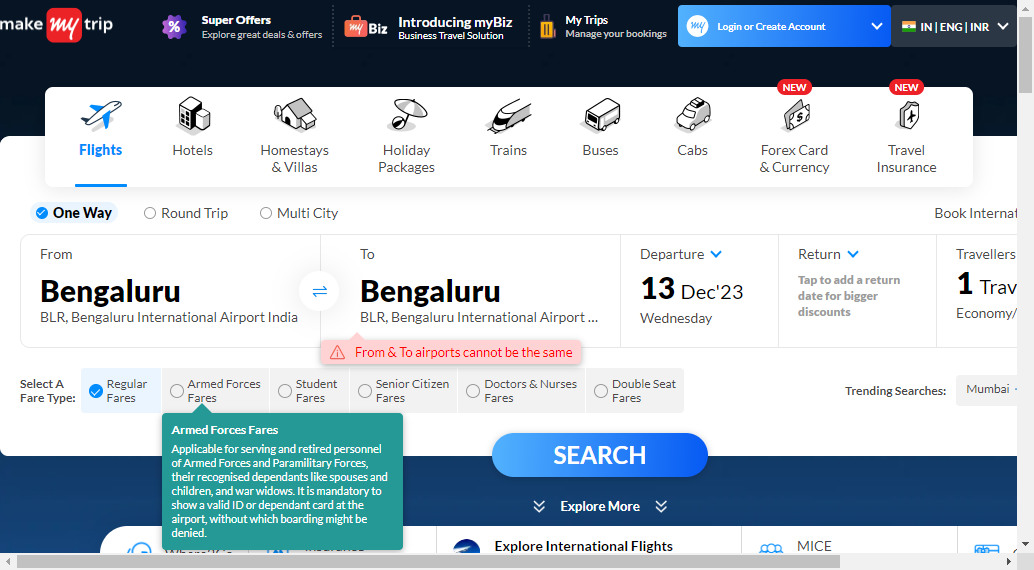 make my trip
Super Offers
Explore great deals & offers
my Biz
Introducing myBiz
Business Travel Solution
My Trips
Manage your bookings
my
Login or Create Account
IN | ENG | INR
NEW
NEW
Flights
Hotels
Homestays
& Villas
Holiday
Packages
Trains
Buses
Cabs
Forex Card
& Currency
Travel
Insurance
One Way
Round Trip
Multi City
Book Internat
From
Bengaluru
BLR, Bengaluru International Airport India
To
Bengaluru
BLR, Bengaluru International Airport ...
Departure
13 Dec'23
Wednesday
Return
Tap to add a return
date for bigger
discounts
Travellers
1 Trav
Economy/
From & To airports cannot be the same
Select A
Fare Type:
Regular
Fares
Armed Forces
Fares
Student
Fares
Senior Citizen
Fares
Doctors & Nurses
Fares
Double Seat
Fares
Trending Searches:
Mumbai
Armed Forces Fares
Applicable for serving and retired personnel
of Armed Forces and Paramilitary Forces,
their recognised dependants like spouses and
children, and war widows. It is mandatory to
show a valid ID or dependant card at the
airport, without which boarding might be
denied.
SEARCH
Explore More
Explore International Flights
MICE